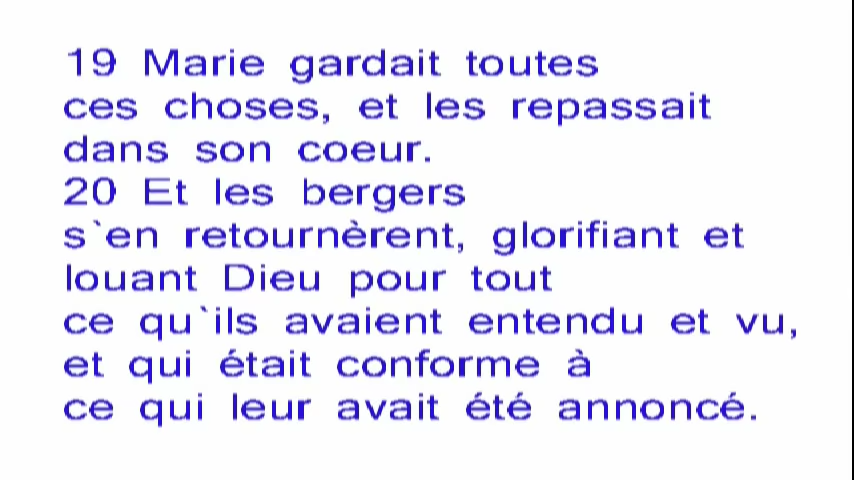 19 Marie gardait toutes
ces choses, et les repassait
dans son coeur.
20 Et les bergers
s`en retournèrent, glorifiant et
louant Dieu pour tout
ce qu`ils avaient entendu et vu,
et qui était conforme à
ce qui leur avait été annoncé.